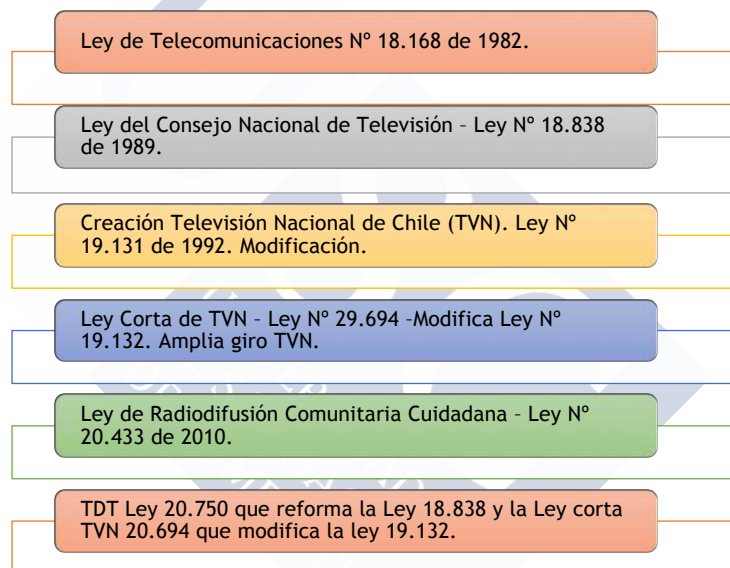 Ley de Telecomunicaciones Nº 18.168 de 1982.
Ley del Consejo Nacional de Televisión – Ley Nº 18.838
de 1989.
Creación Televisión Nacional de Chile (TVN). Ley Nº
19.131 de 1992. Modificación.
Ley Corta de TVN – Ley Nº 29.694 –Modifica Ley Nº
19.132. Amplia giro TVN.
Ley de Radiodifusión Comunitaria Cuidadana – Ley Nº
20.433 de 2010.
TDT Ley 20.750 que reforma la Ley 18.838 y la Ley corta
TVN 20.694 que modifica la ley 19.132.